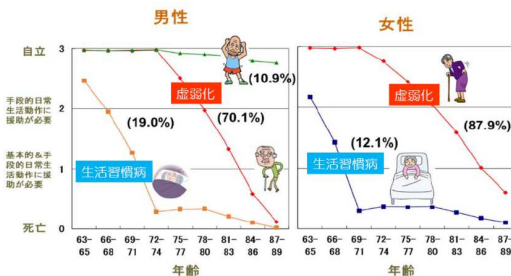 男性
女性
自立
3
手段的日常
生活動作に
援助が必要
2
基本的&手
段的日常生
活動作に援
助が必要
1
死亡
0
(10.9%)
虚弱化
(70.1%)
(19.0%)
生活習慣病
63-
65
66-
68
69-
71
72-
74
75-
77
78-
80
81-
83
84-
86
87-
89
年齢
虚弱化
(87.9%)
(12.1%)
生活習慣病
63-
65
66-
68
69-
71
72-
74
75-
77
78-
80
81-
83
84-
86
87-
89
年齢